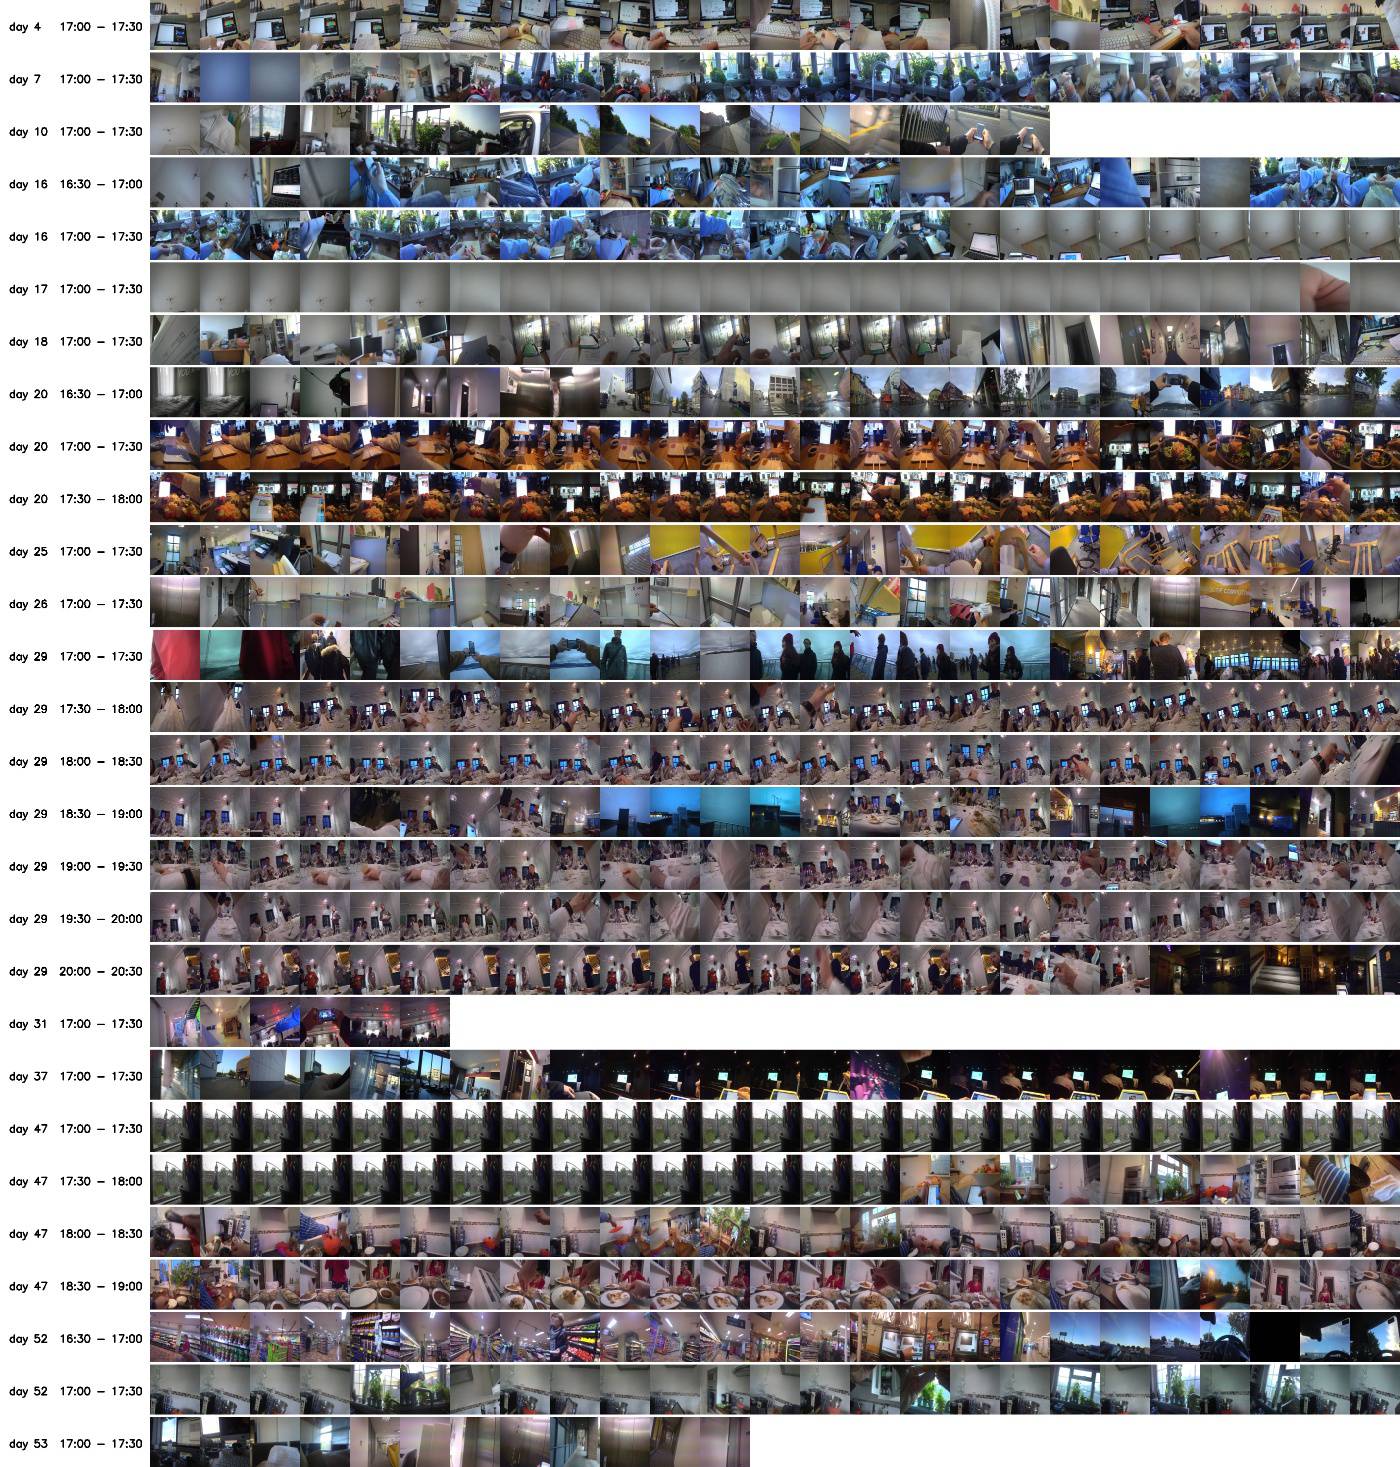 day 4 17:00 – 17:30
day 7 17:00 – 17:30
day 10 17:00 – 17:30
day 16 16:30 – 17:00
day 16 17:00 – 17:30
day 17 17:00 – 17:30
day 18 17:00 – 17:30
day 20 16:30 – 17:00
day 20 17:00 – 17:30
day 20 17:30 – 18:00
day 25 17:00 – 17:30
day 26 17:00 – 17:30
day 29 17:00 – 17:30
day 29 17:30 – 18:00
day 29 18:00 – 18:30
day 29 18:30 – 19:00
day 29 19:00 – 19:30
day 29 19:30 – 20:00
day 29 20:00 – 20:30
day 31 17:00 – 17:30
day 37 17:00 – 17:30
day 47 17:00 – 17:30
day 47 17:30 – 18:00
day 47 18:00 – 18:30
day 47 18:30 – 19:00
day 52 16:30 – 17:00
day 52 17:00 – 17:30
day 53 17:00 – 17:30